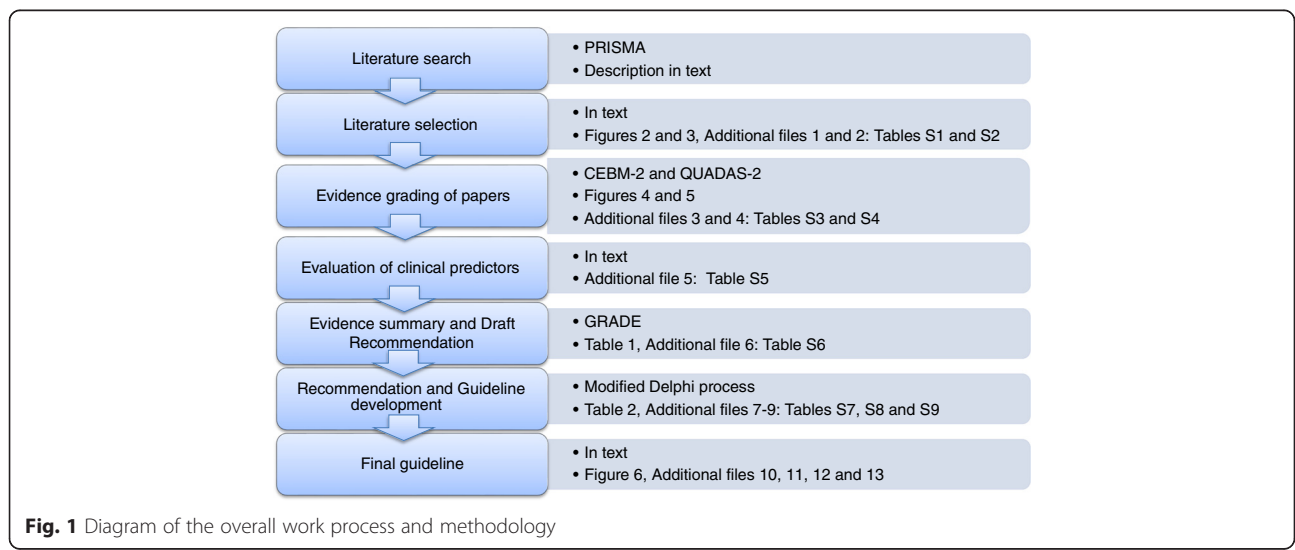 Literature search
• PRISMA
• Description in text
Literature selection
• In text
• Figures 2 and 3, Additional files 1 and 2: Tables S1 and S2
Evidence grading of papers
• CEBM-2 and QUADAS-2
• Figures 4 and 5
• Additional files 3 and 4: Tables S3 and S4
Evaluation of clinical predictors
• In text
• Additional file 5: Table S5
Evidence summary and Draft
Recommendation
• GRADE
• Table 1, Additional file 6: Table S6
Recommendation and Guideline
development
• Modified Delphi process
• Table 2, Additional files 7-9: Tables S7, S8 and S9
Final guideline
• In text
• Figure 6, Additional files 10, 11, 12 and 13
Fig. 1 Diagram of the overall work process and methodology